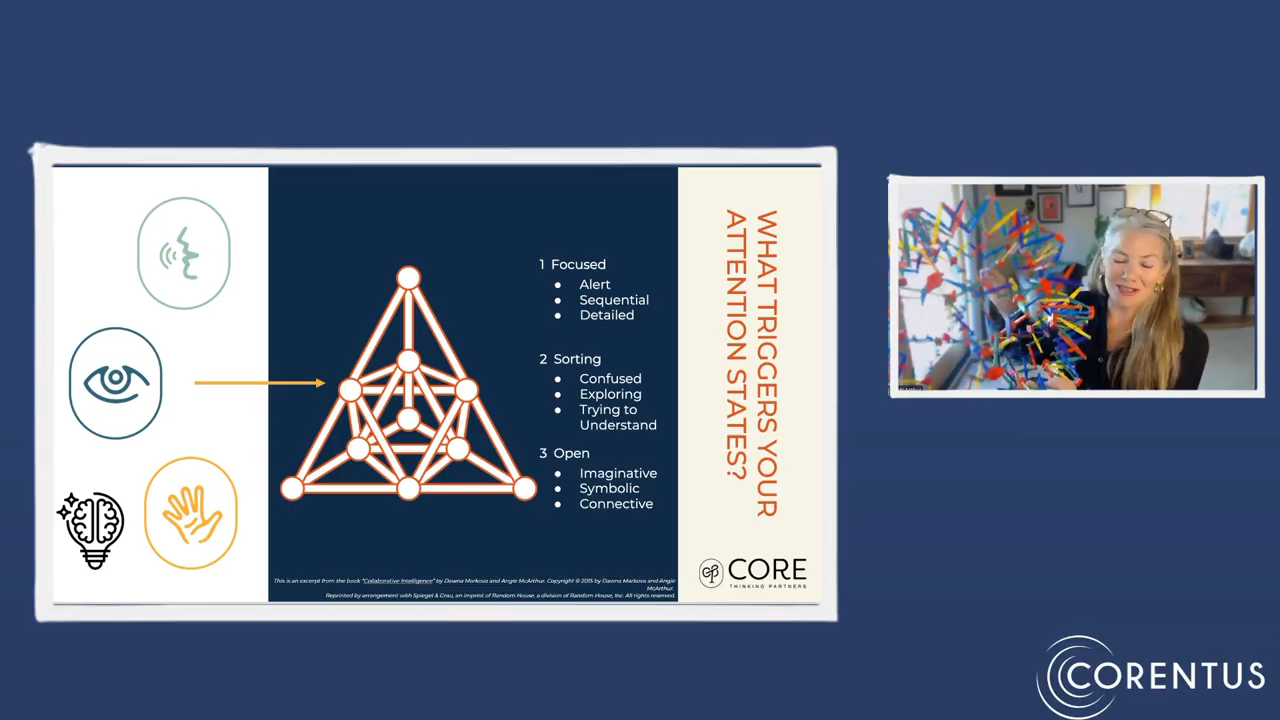 1 Focused
● Alert
● Sequential
● Detailed
2 Sorting
● Confused
● Exploring
● Trying to
Understand
3 Open
● Imaginative
● Symbolic
● Connective
WHAT TRIGGERS YOUR
ATTENTION STATES?
This is an excerpt from the book "Collaborative Intelligence" by Dawna Markova and Angie McArthur. Copyright © 2015 by Dawna Markova and Angie
McArthur.
Reprinted by arrangement with Spiegel & Grau, an imprint of Random House, a division of Random House, Inc. All rights reserved.
CORE
THINKING PARTNERS
CORENTUS